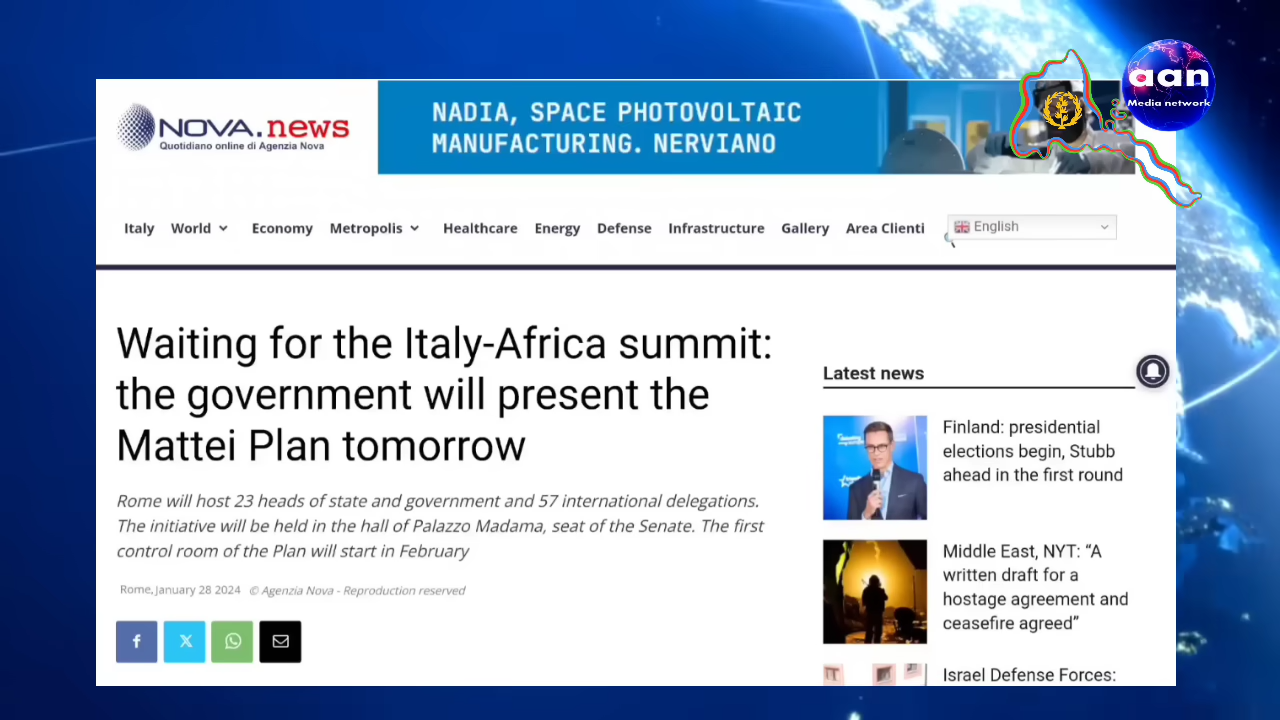 NOVA.news
Quotidiano online di Agenzia Nova
NADIA, SPACE PHOTOVOLTAIC
MANUFACTURING. NERVIANO
aan
Media network
Italy World Economy Metropolis Healthcare Energy Defense Infrastructure Gallery Area Clienti English
Waiting for the Italy-Africa summit:
the government will present the
Mattei Plan tomorrow
Rome will host 23 heads of state and government and 57 international delegations.
The initiative will be held in the hall of Palazzo Madama, seat of the Senate. The first
control room of the Plan will start in February
Rome, January 28 2024 © Agenzia Nova - Reproduction reserved
Latest news
Finland: presidential
elections begin, Stubb
ahead in the first round
Middle East, NYT: “A
written draft for a
hostage agreement and
ceasefire agreed”
Israel Defense Forces: